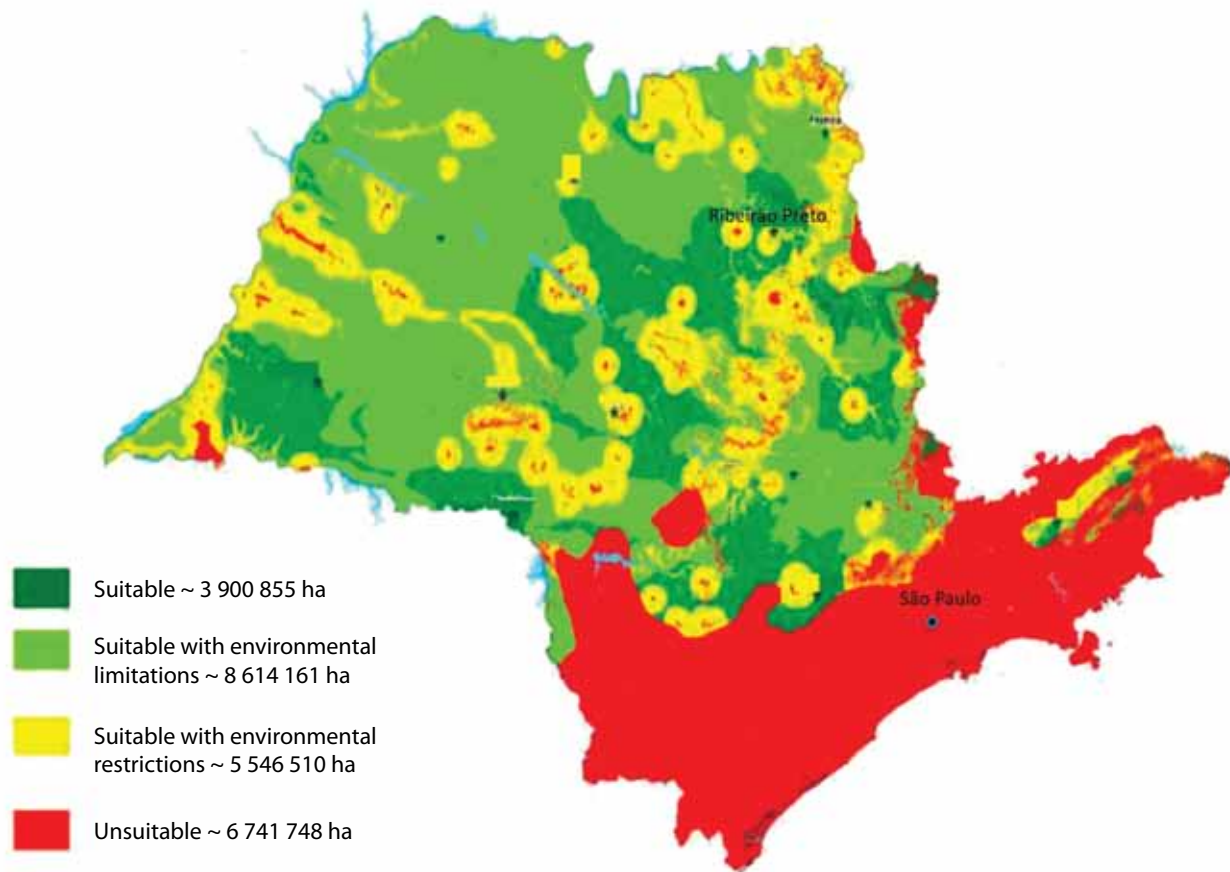 Franca
Ribeirão Preto
São Paulo
Suitable ~ 3 900 855 ha
Suitable with environmental
limitations ~ 8 614 161 ha
Suitable with environmental
restrictions ~ 5 546 510 ha
Unsuitable ~ 6 741 748 ha